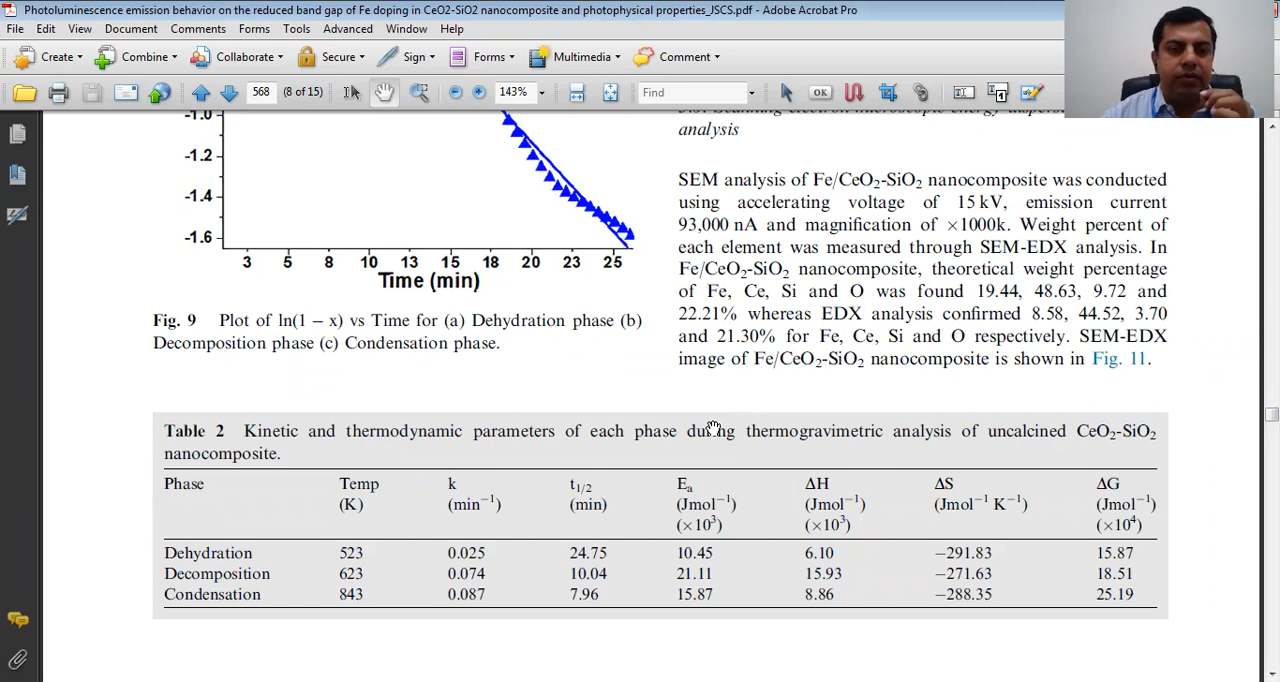 Photoluminescence emission behavior on the reduced band gap of Fe doping in CeO2-SiO2 nanocomposite and photophysical properties_JSCS.pdf - Adobe Acrobat Pro
File Edit View Document Comments Forms Tools Advanced Window Help
Create Combine Collaborate Secure Sign Forms Multimedia Comment
568 (8 of 15) 143% Find
-1.0
-1.2
-1.4
-1.6
3 5 8 10 13 15 18 20 23 25
Time (min)
Fig. 9 Plot of ln(1 − x) vs Time for (a) Dehydration phase (b)
Decomposition phase (c) Condensation phase.
analysis
SEM analysis of Fe/CeO₂-SiO₂ nanocomposite was conducted
using accelerating voltage of 15 kV, emission current
93,000 nA and magnification of ×1000k. Weight percent of
each element was measured through SEM-EDX analysis. In
Fe/CeO₂-SiO₂ nanocomposite, theoretical weight percentage
of Fe, Ce, Si and O was found 19.44, 48.63, 9.72 and
22.21% whereas EDX analysis confirmed 8.58, 44.52, 3.70
and 21.30% for Fe, Ce, Si and O respectively. SEM-EDX
image of Fe/CeO₂-SiO₂ nanocomposite is shown in Fig. 11.
Table 2 Kinetic and thermodynamic parameters of each phase during thermogravimetric analysis of uncalcined CeO₂-SiO₂
nanocomposite.
Phase Temp k t₁/₂ Eₐ ΔH ΔS ΔG
(K) (min⁻¹) (min) (Jmol⁻¹) (Jmol⁻¹) (Jmol⁻¹ K⁻¹) (Jmol⁻¹)
(×10³) (×10³) (×10⁴)
Dehydration 523 0.025 24.75 10.45 6.10 −291.83 15.87
Decomposition 623 0.074 10.04 21.11 15.93 −271.63 18.51
Condensation 843 0.087 7.96 15.87 8.86 −288.35 25.19